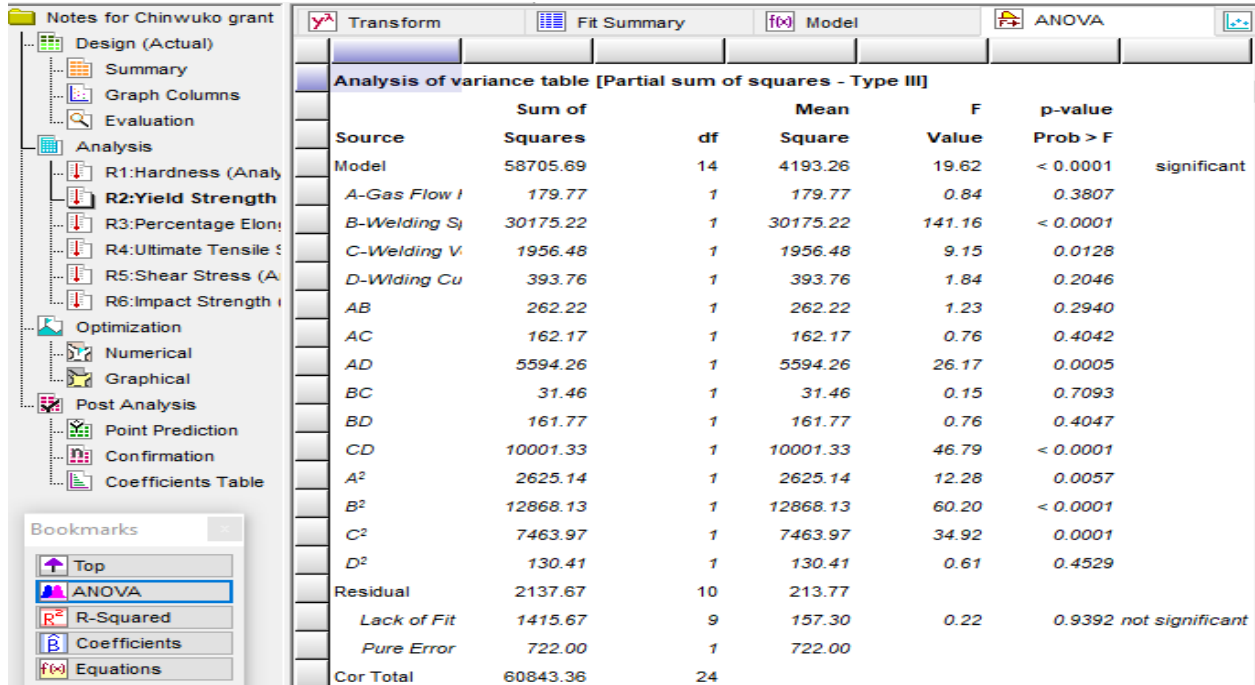 Notes for Chinwuko grant
Design (Actual)
Summary
Graph Columns
Evaluation
Analysis
R1:Hardness (Analy
R2:Yield Strength
R3:Percentage Elon
R4:Ultimate Tensile S
R5:Shear Stress (A
R6:Impact Strength (
Optimization
Numerical
Graphical
Post Analysis
Point Prediction
Confirmation
Coefficients Table
Bookmarks
Top
ANOVA
R² R-Squared
β̂ Coefficients
f(x) Equations
yλ Transform Fit Summary f(x) Model ANOVA
Analysis of variance table [Partial sum of squares - Type III]
Sum of Mean F p-value
Source Squares df Square Value Prob > F
Model 58705.69 14 4193.26 19.62 < 0.0001 significant
A-Gas Flow 179.77 1 179.77 0.84 0.3807
B-Welding Sp 30175.22 1 30175.22 141.16 < 0.0001
C-Welding V 1956.48 1 1956.48 9.15 0.0128
D-Wlding Cu 393.76 1 393.76 1.84 0.2046
AB 262.22 1 262.22 1.23 0.2940
AC 162.17 1 162.17 0.76 0.4042
AD 5594.26 1 5594.26 26.17 0.0005
BC 31.46 1 31.46 0.15 0.7093
BD 161.77 1 161.77 0.76 0.4047
CD 10001.33 1 10001.33 46.79 < 0.0001
A² 2625.14 1 2625.14 12.28 0.0057
B² 12868.13 1 12868.13 60.20 < 0.0001
C² 7463.97 1 7463.97 34.92 0.0001
D² 130.41 1 130.41 0.61 0.4529
Residual 2137.67 10 213.77
Lack of Fit 1415.67 9 157.30 0.22 0.9392 not significant
Pure Error 722.00 1 722.00
Cor Total 60843.36 24